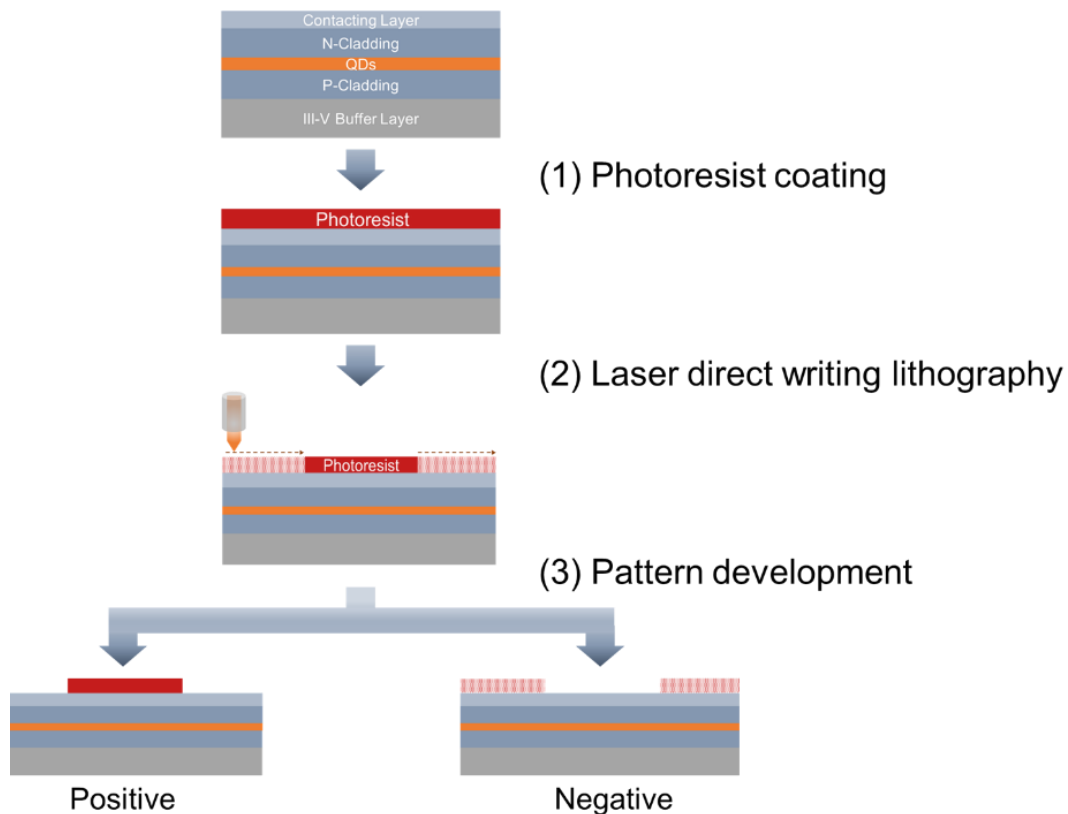 Contacting Layer
N-Cladding
QDs
P-Cladding
III-V Buffer Layer
(1) Photoresist coating
Photoresist
(2) Laser direct writing lithography
Photoresist
(3) Pattern development
Positive
Negative